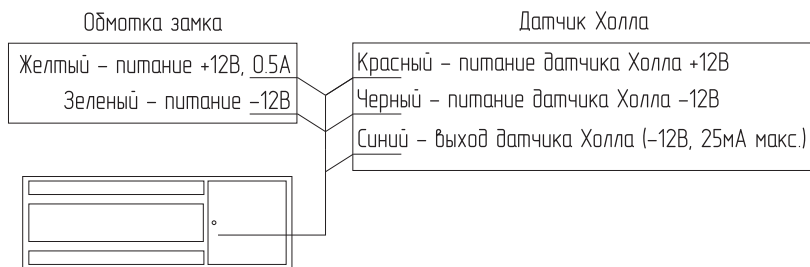 Обмотка замка
Желтый – питание +12В, 0.5А
Зеленый – питание –12В
Датчик Холла
Красный – питание датчика Холла +12В
Черный – питание датчика Холла –12В
Синий – выход датчика Холла (–12В, 25мА макс.)